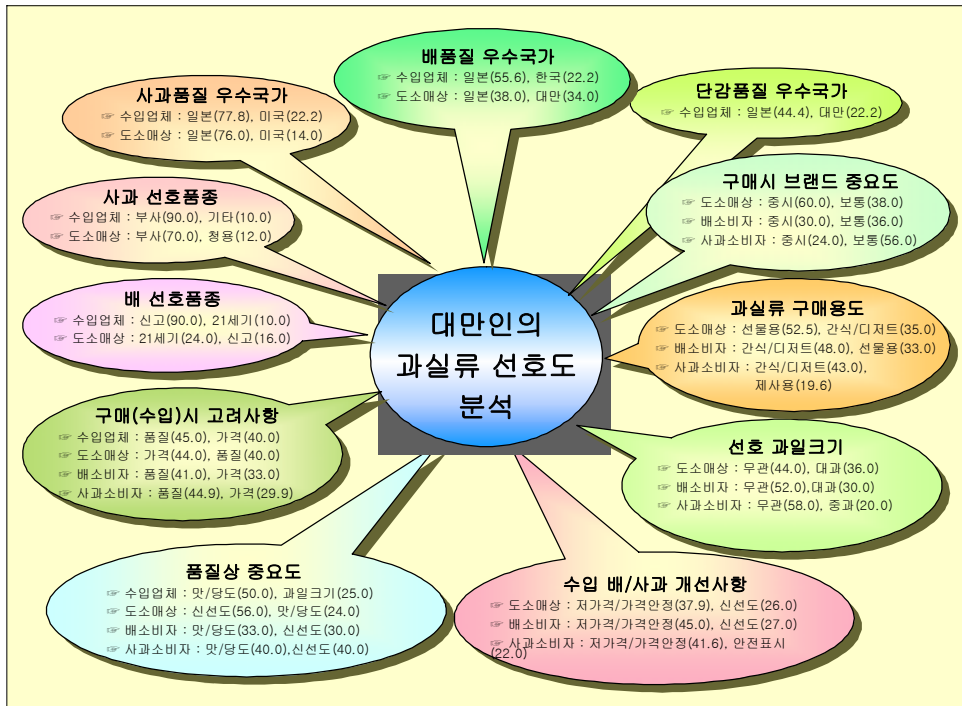 배품질 우수국가
☞ 수입업체 : 일본(55.6), 한국(22.2)
☞ 도소매상 : 일본(38.0), 대만(34.0)
사과품질 우수국가
☞ 수입업체 : 일본(77.8), 미국(22.2)
☞ 도소매상 : 일본(76.0), 미국(14.0)
단감품질 우수국가
☞ 수입업체 : 일본(44.4), 대만(22.2)
사과 선호품종
☞ 수입업체 : 부사(90.0), 기타(10.0)
☞ 도소매상 : 부사(70.0), 청용(12.0)
구매시 브랜드 중요도
☞ 도소매상 : 중시(60.0), 보통(38.0)
☞ 배소비자 : 중시(30.0), 보통(36.0)
☞ 사과소비자 : 중시(24.0), 보통(56.0)
배 선호품종
☞ 수입업체 : 신고(90.0), 21세기(10.0)
☞ 도소매상 : 21세기(24.0), 신고(16.0)
대만인의
과실류 선호도
분석
과실류 구매용도
☞ 도소매상 : 선물용(52.5), 간식/디저트(35.0)
☞ 배소비자 : 간식/디저트(48.0), 선물용(33.0)
☞ 사과소비자 : 간식/디저트(43.0),
제사용(19.6)
구매(수입)시 고려사항
☞ 수입업체 : 품질(45.0), 가격(40.0)
☞ 도소매상 : 가격(44.0), 품질(40.0)
☞ 배소비자 : 품질(41.0), 가격(33.0)
☞ 사과소비자 : 품질(44.9), 가격(29.9)
선호 과일크기
☞ 도소매상 : 무관(44.0), 대과(36.0)
☞ 배소비자 : 무관(52.0),대과(30.0)
☞ 사과소비자 : 무관(58.0), 중과(20.0)
품질상 중요도
☞ 수입업체 : 맛/당도(50.0), 과일크기(25.0)
☞ 도소매상 : 신선도(56.0), 맛/당도(24.0)
☞ 배소비자 : 맛/당도(33.0), 신선도(30.0)
☞ 사과소비자 : 맛/당도(40.0),신선도(40.0)
수입 배/사과 개선사항
☞ 도소매상 : 저가격/가격안정(37.9), 신선도(26.0)
☞ 배소비자 : 저가격/가격안정(45.0), 신선도(27.0)
☞ 사과소비자 : 저가격/가격안정(41.6), 안전표시
(22.0)